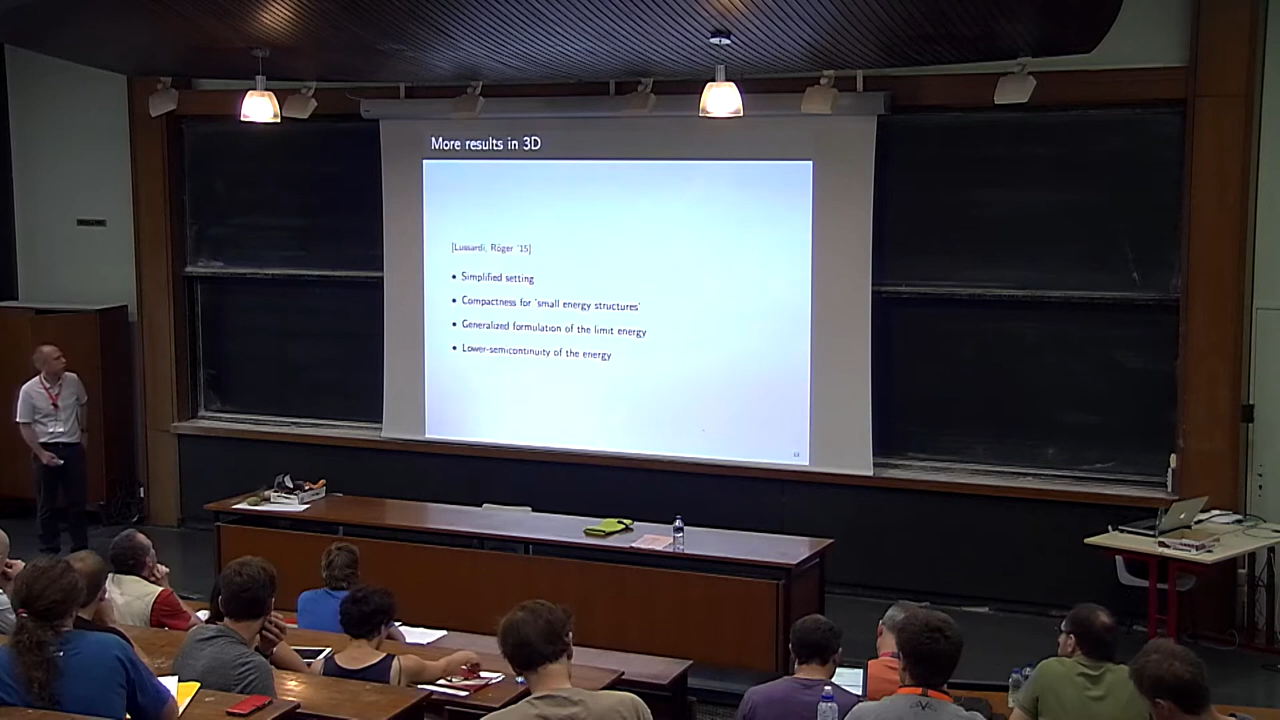 More results in 3D
[Lussardi, Röger '15]
• Simplified setting
• Compactness for 'small energy structures'
• Generalized formulation of the limit energy
• Lower-semicontinuity of the energy